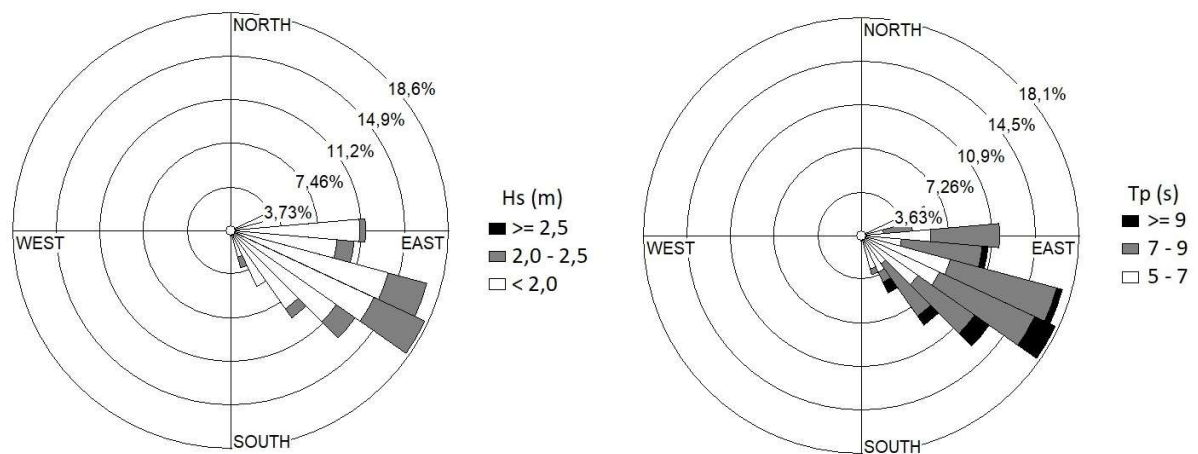 NORTH
18,6%
14,9%
11,2%
7,46%
3,73%
WEST
EAST
SOUTH
Hs (m)
>= 2,5
2,0 - 2,5
< 2,0
NORTH
18,1%
14,5%
10,9%
7,26%
3,63%
WEST
EAST
SOUTH
Tp (s)
>= 9
7 - 9
5 - 7